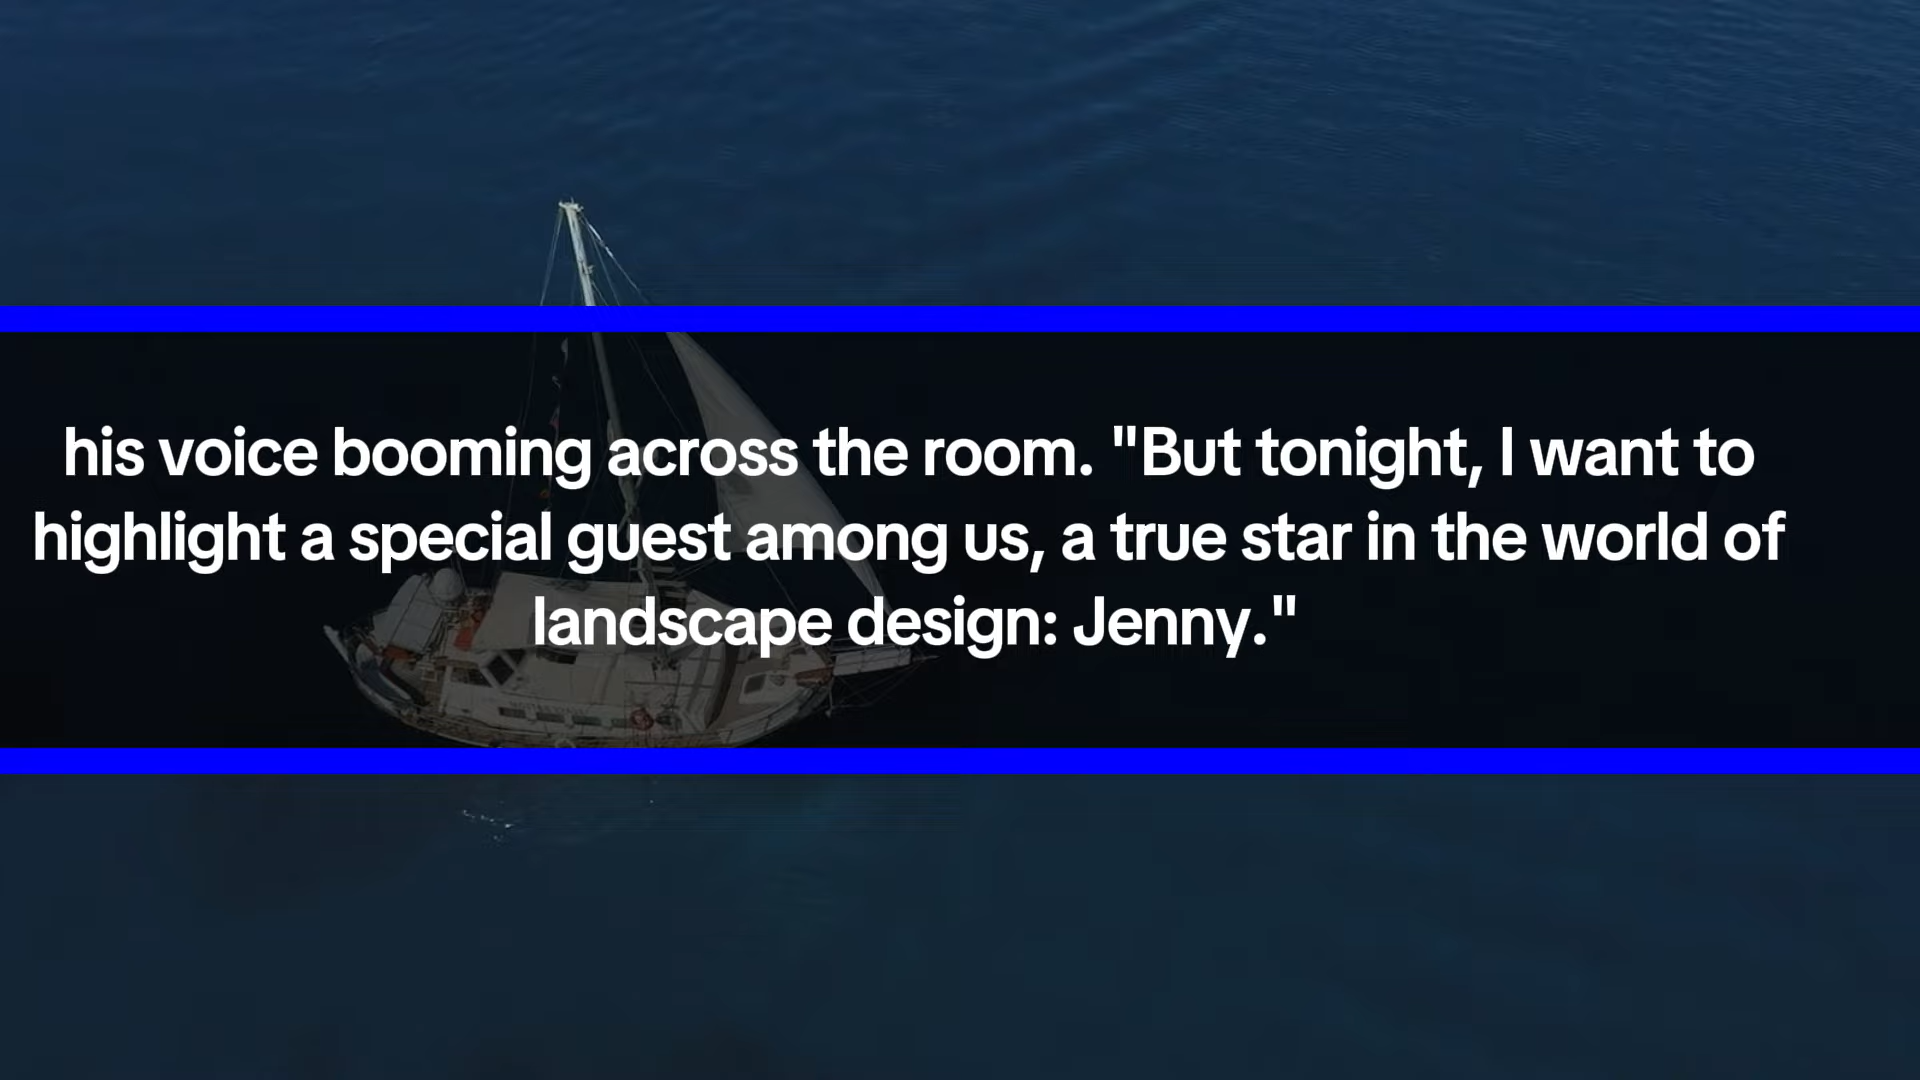 his voice booming across the room. "But tonight, I want to
highlight a special guest among us, a true star in the world of
landscape design: Jenny."